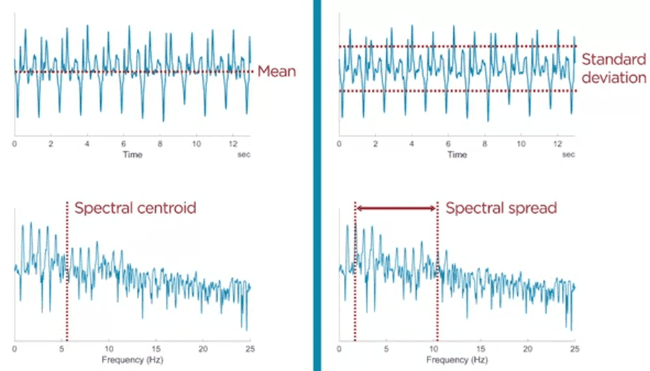 Mean
0 2 4 6 8 10 12
Time sec
Standard
deviation
0 2 4 6 8 10 12
Time sec
Spectral centroid
0 5 10 15 20 25
Frequency (Hz)
Spectral spread
0 5 10 15 20 25
Frequency (Hz)